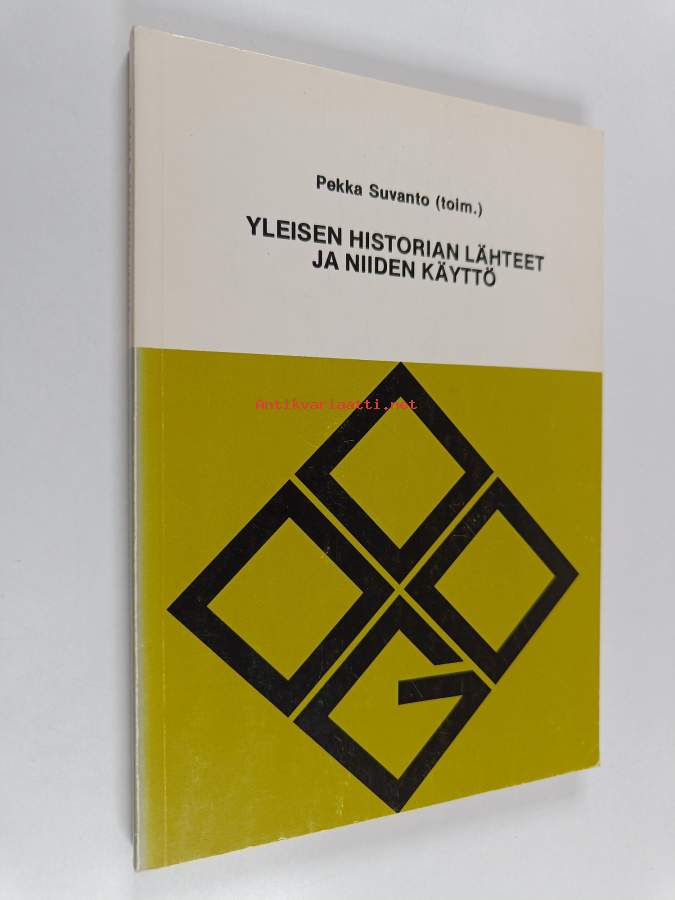 Pekka Suvanto (toim.)
YLEISEN HISTORIAN LÄHTEET
JA NIIDEN KÄYTTÖ
Antikvariaatti.net